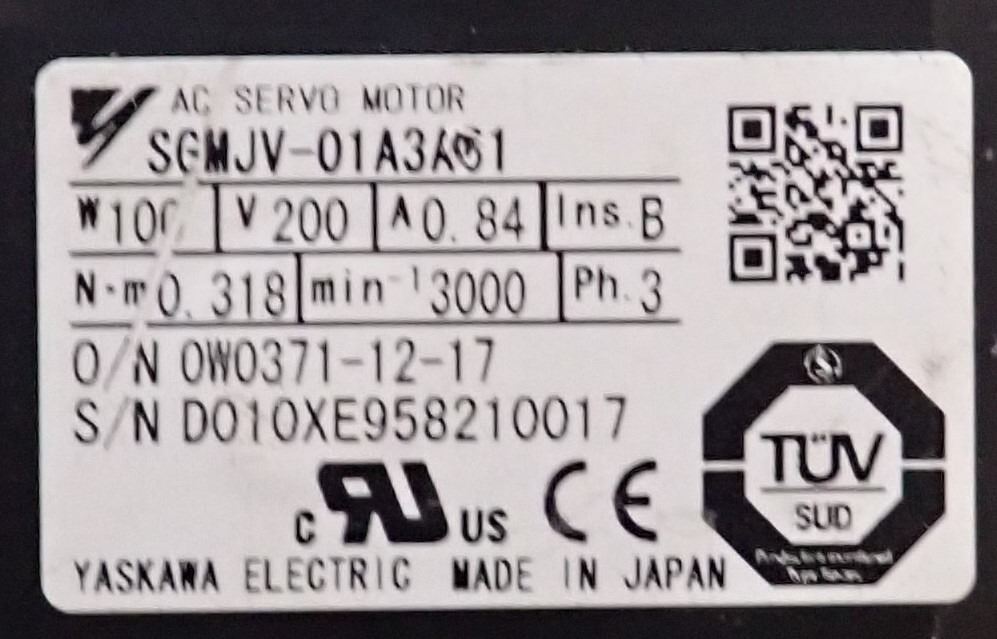 AC SERVO MOTOR
SGMJV-01A3A61
W 100 V 200 A 0.84 Ins. B
N·m 0.318 min⁻¹ 3000 Ph. 3
O/N 0W0371-12-17
S/N D010XE958210017
C US CE
TÜV
SUD
YASKAWA ELECTRIC MADE IN JAPAN